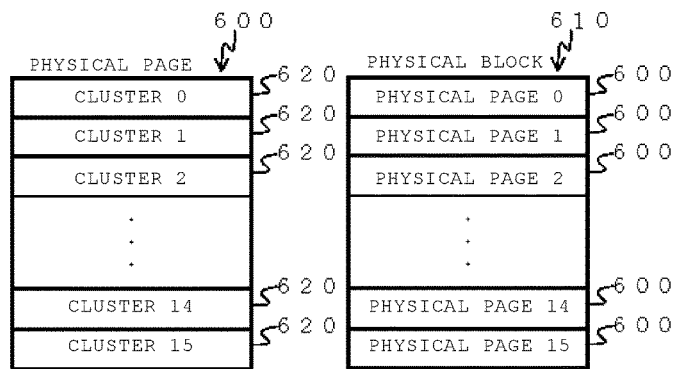 600
PHYSICAL PAGE
CLUSTER 0
620
CLUSTER 1
620
CLUSTER 2
620
CLUSTER 14
620
CLUSTER 15
620
610
PHYSICAL BLOCK
PHYSICAL PAGE 0
600
PHYSICAL PAGE 1
600
PHYSICAL PAGE 2
600
PHYSICAL PAGE 14
600
PHYSICAL PAGE 15
600